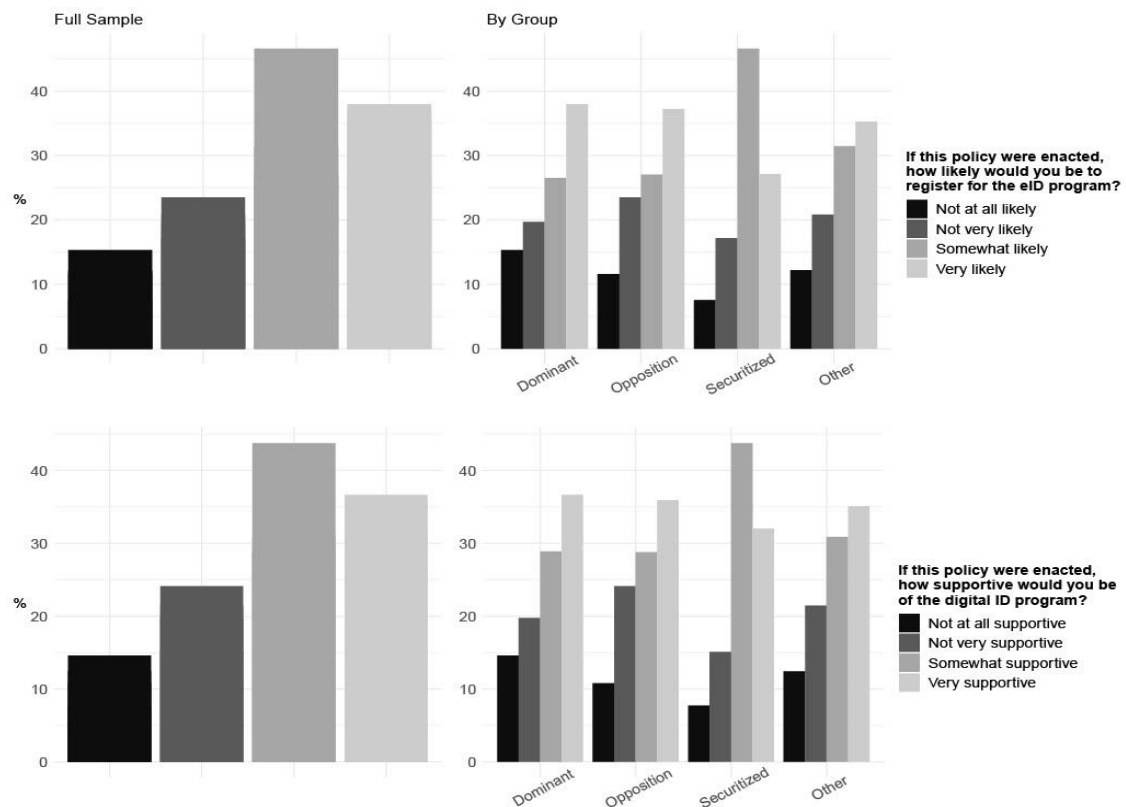 Full Sample
By Group
40
30
20
10
0
%
40
30
20
10
0
Dominant
Opposition
Securitized
Other
If this policy were enacted,
how likely would you be to
register for the eID program?
Not at all likely
Not very likely
Somewhat likely
Very likely
40
30
20
10
0
%
40
30
20
10
0
Dominant
Opposition
Securitized
Other
If this policy were enacted,
how supportive would you be
of the digital ID program?
Not at all supportive
Not very supportive
Somewhat supportive
Very supportive